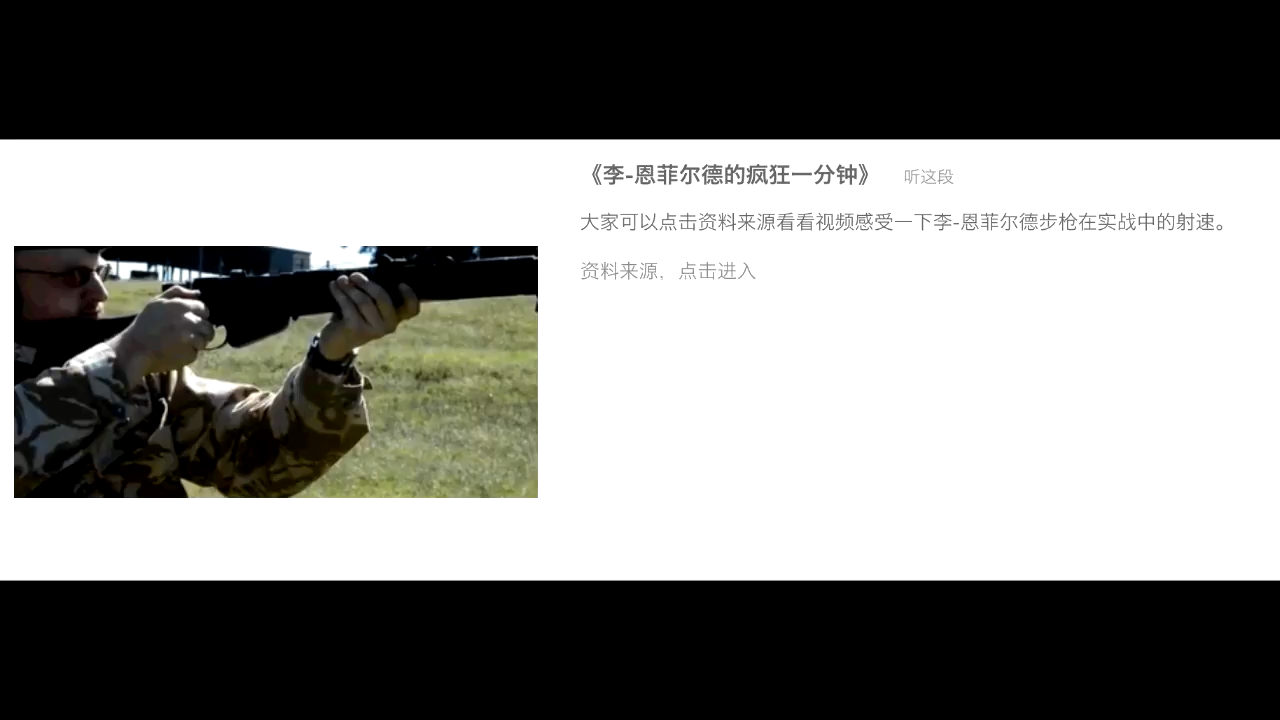 《李-恩菲尔德的疯狂一分钟》 听这段
大家可以点击资料来源看看视频感受一下李-恩菲尔德步枪在实战中的射速。
资料来源，点击进入